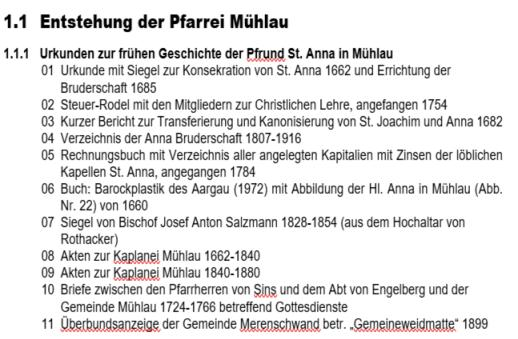 1.1 Entstehung der Pfarrei Mühlau
1.1.1 Urkunden zur frühen Geschichte der Pfrund St. Anna in Mühlau
01 Urkunde mit Siegel zur Konsekration von St. Anna 1662 und Errichtung der
Bruderschaft 1685
02 Steuer-Rodel mit den Mitgliedern zur Christlichen Lehre, angefangen 1754
03 Kurzer Bericht zur Transferierung und Kanonisierung von St. Joachim und Anna 1682
04 Verzeichnis der Anna Bruderschaft 1807-1916
05 Rechnungsbuch mit Verzeichnis aller angelegten Kapitalien mit Zinsen der löblichen
Kapellen St. Anna, angegangen 1784
06 Buch: Barockplastik des Aargau (1972) mit Abbildung der Hl. Anna in Mühlau (Abb.
Nr. 22) von 1660
07 Siegel von Bischof Josef Anton Salzmann 1828-1854 (aus dem Hochaltar von
Rothacker)
08 Akten zur Kaplanei Mühlau 1662-1840
09 Akten zur Kaplanei Mühlau 1840-1880
10 Briefe zwischen den Pfarrherren von Sins und dem Abt von Engelberg und der
Gemeinde Mühlau 1724-1766 betreffend Gottesdienste
11 Überbundsanzeige der Gemeinde Merenschwand betr. „Gemeineweidmatte" 1899